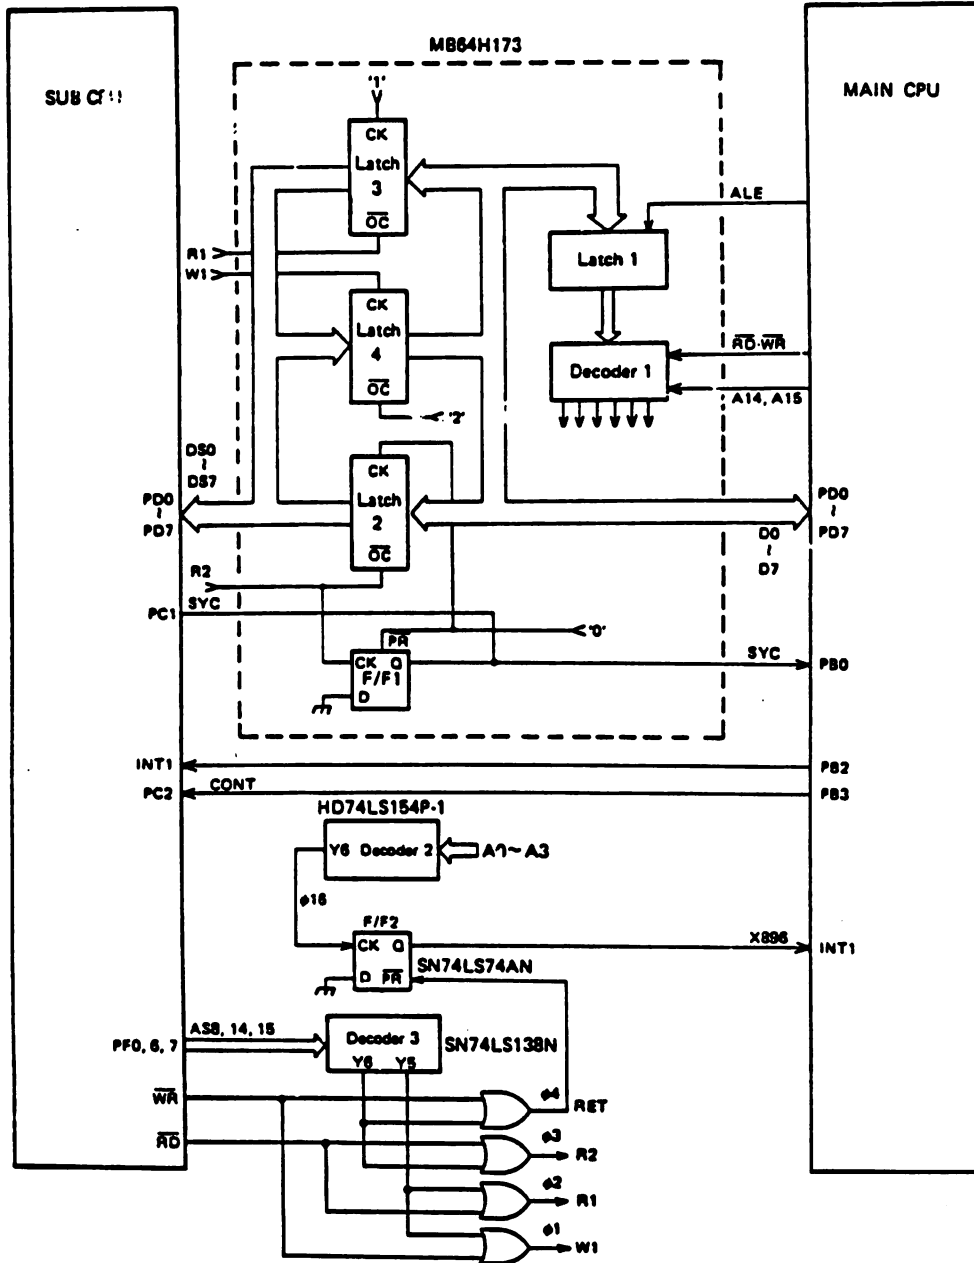 MB64H173
SUB
MAIN CPU
'1'
CK
Latch
3
OC
ALE
R1
W1
Latch 1
CK
Latch
4
OC
RD·WR
Decoder 1
A14, A15
'2'
DS0
~
DS7
CK
Latch
2
OC
PD0
~
PD7
PD0
~
PD7
D0
~
D7
R2
PC1
SYC
'0'
PR
CK Q
F/F1
D
SYC
PB0
INT1
PB2
PC2
CONT
PB3
HD74LS154P-1
Y6 Decoder 2
A0~A3
φ16
F/F2
CK Q
D PR
SN74LS74AN
X896
INT1
PF0, 6, 7
AS8, 14, 15
Decoder 3
Y6 Y5
SN74LS138N
WR
φ4
RET
RD
φ3
R2
φ2
R1
φ1
W1